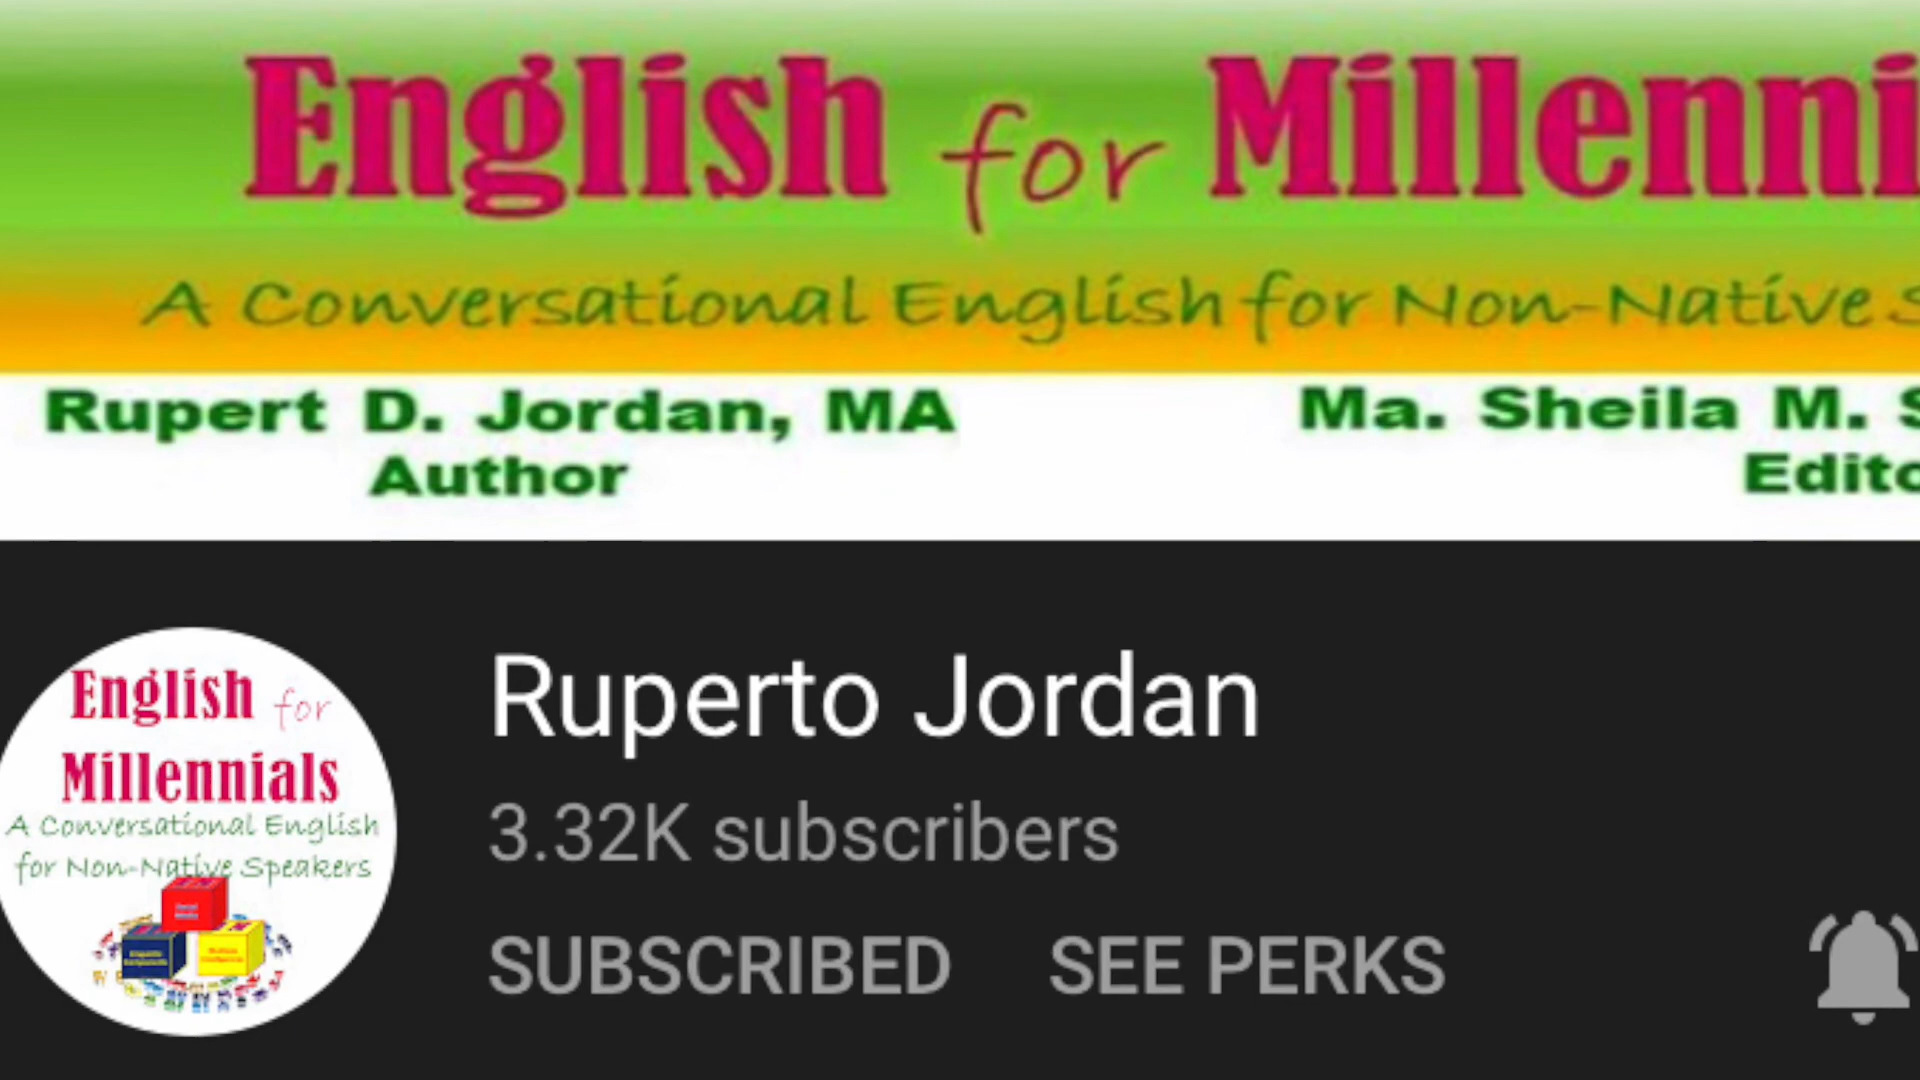 English for Millenni
A Conversational English for Non-Native S
Rupert D. Jordan, MA
Author
Ma. Sheila M. S
Edito
English for
Millennials
A Conversational English
for Non-Native Speakers
Ruperto Jordan
3.32K subscribers
SUBSCRIBED SEE PERKS